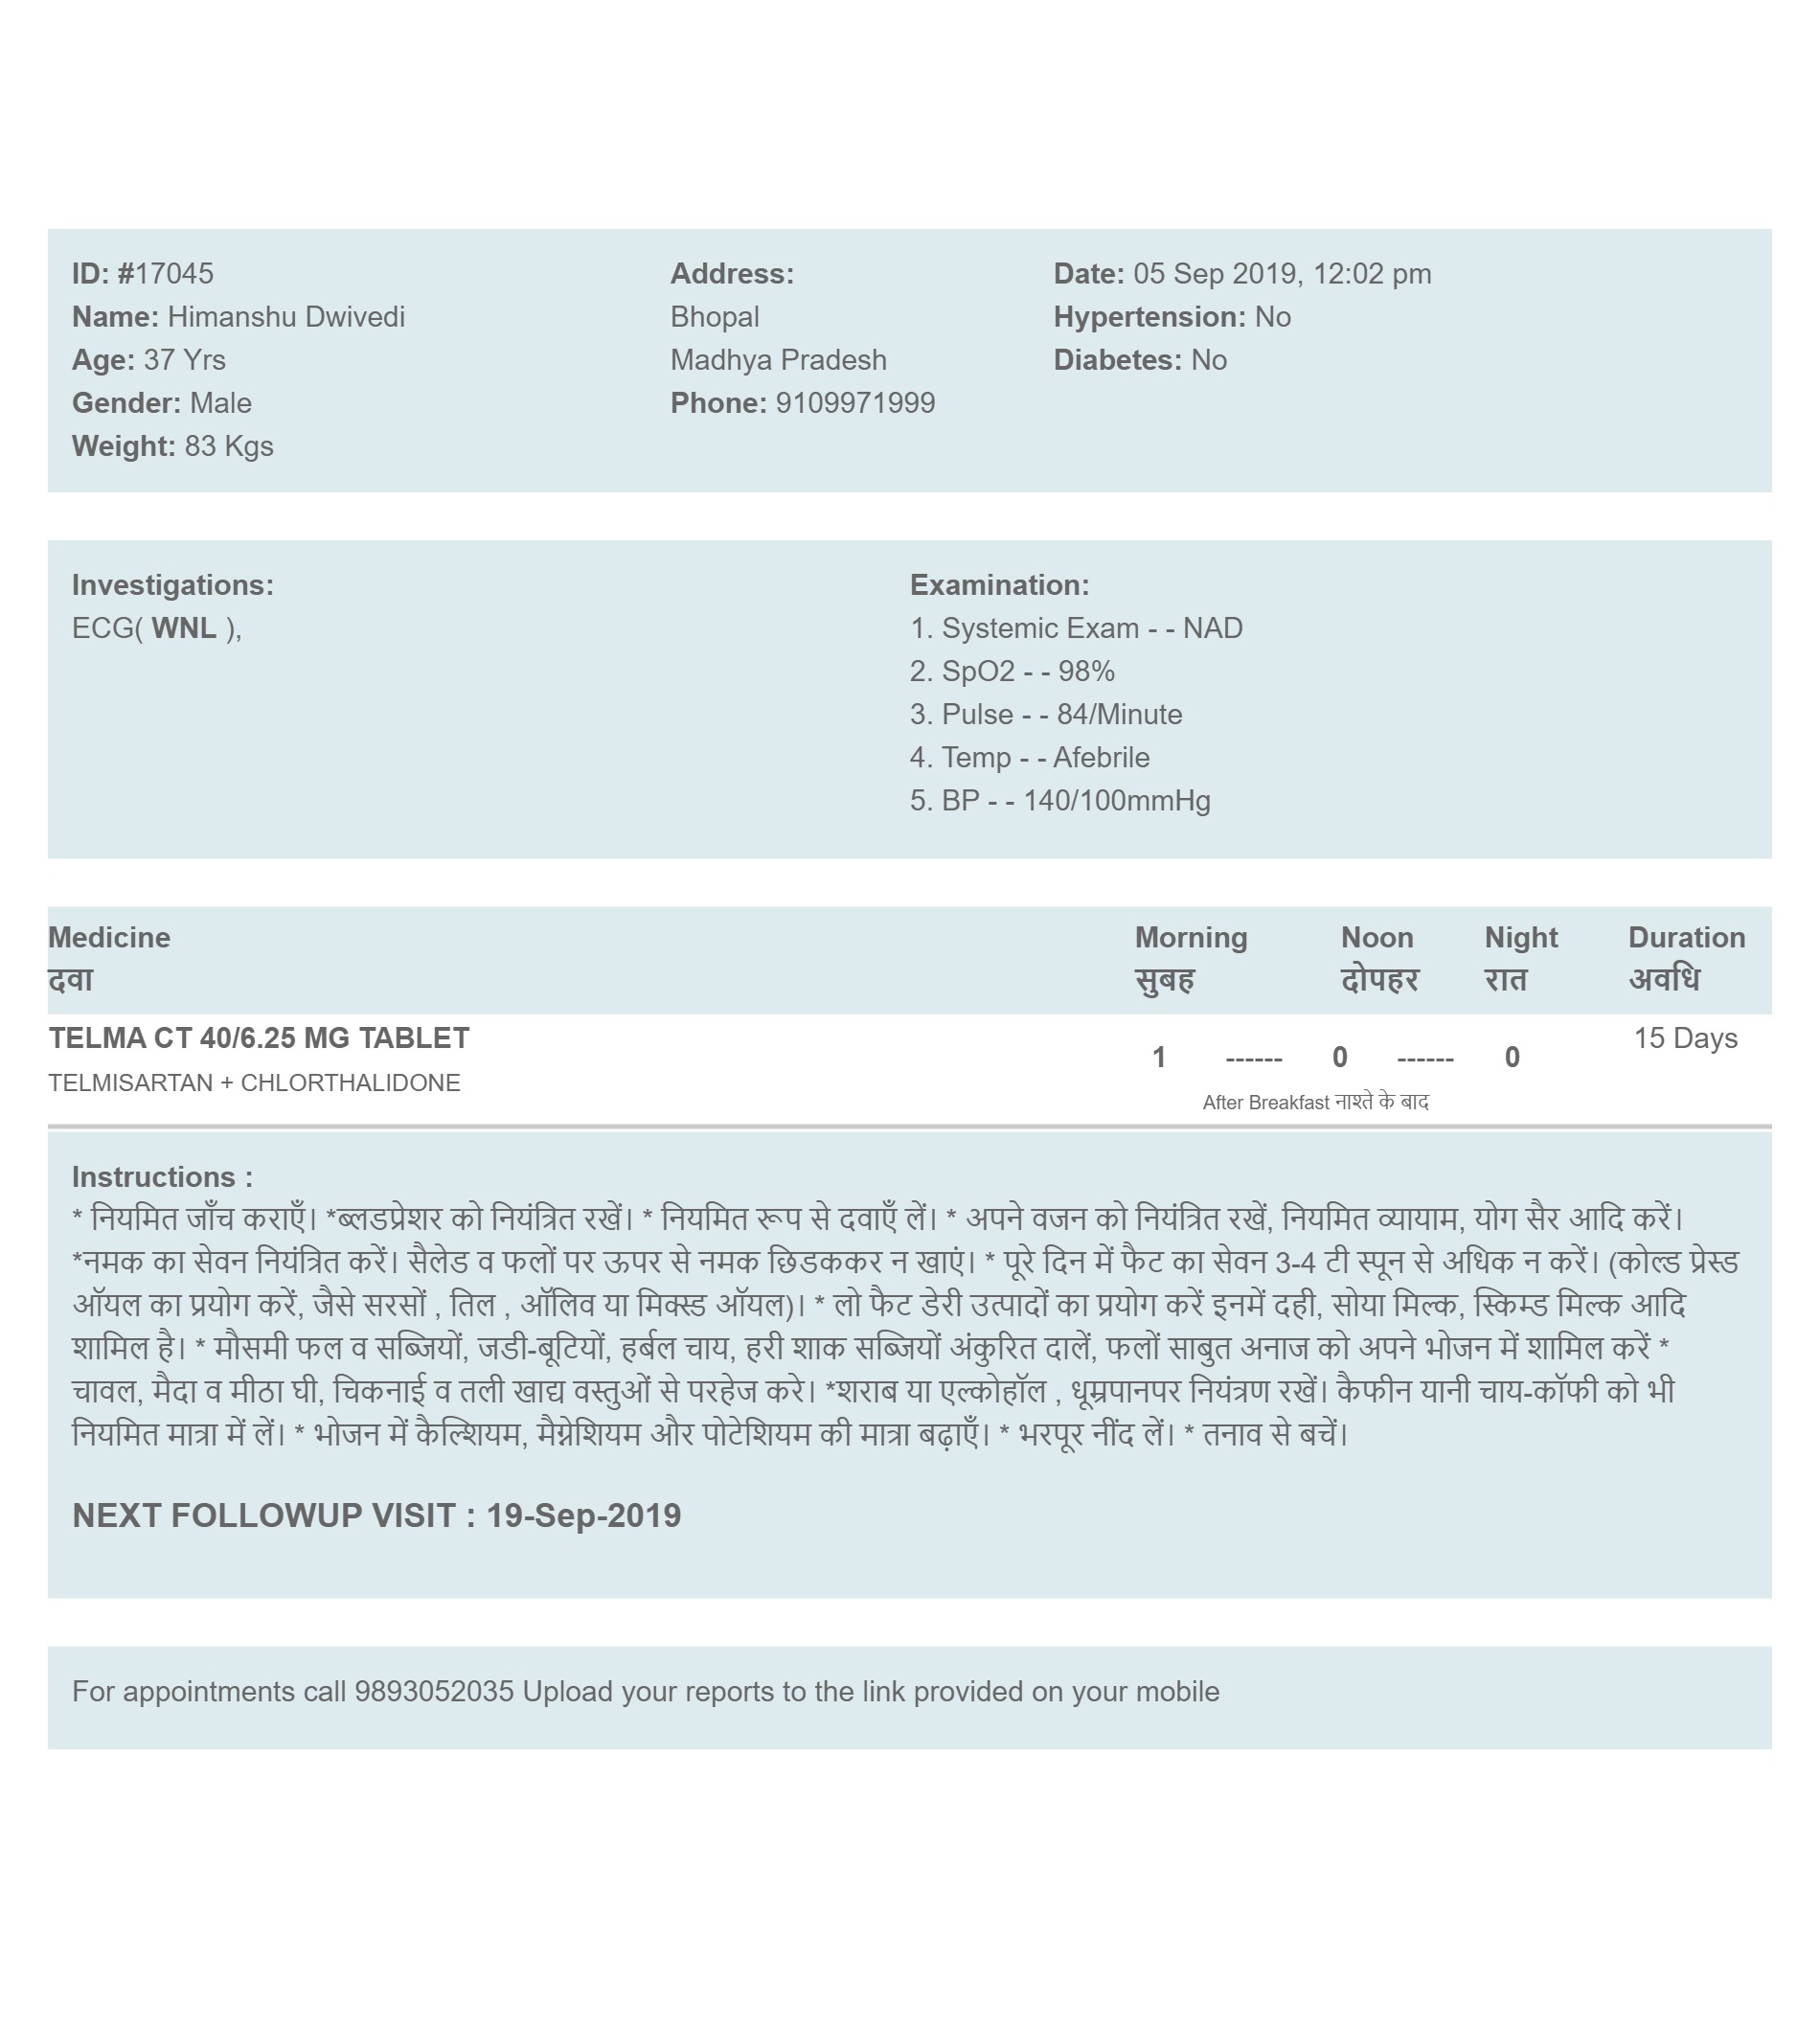 ID: #17045
Name: Himanshu Dwivedi
Age: 37 Yrs
Gender: Male
Weight: 83 Kgs
Address:
Bhopal
Madhya Pradesh
Phone: 9109971999
Date: 05 Sep 2019, 12:02 pm
Hypertension: No
Diabetes: No
Investigations:
ECG( WNL ),
Examination:
1. Systemic Exam - - NAD
2. SpO2 - - 98%
3. Pulse - - 84/Minute
4. Temp - - Afebrile
5. BP - - 140/100mmHg
Medicine Morning Noon Night Duration
दवा सुबह दोपहर रात अवधि
TELMA CT 40/6.25 MG TABLET 15 Days
1 ------ 0 ------ 0
TELMISARTAN + CHLORTHALIDONE
After Breakfast नाश्ते के बाद
Instructions :
* नियमित जाँच कराएँ। *ब्लडप्रेशर को नियंत्रित रखें। * नियमित रूप से दवाएँ लें। * अपने वजन को नियंत्रित रखें, नियमित व्यायाम, योग सैर आदि करें।
*नमक का सेवन नियंत्रित करें। सैलेड व फलों पर ऊपर से नमक छिडककर न खाएं। * पूरे दिन में फैट का सेवन 3-4 टी स्पून से अधिक न करें। (कोल्ड प्रेस्ड
ऑयल का प्रयोग करें, जैसे सरसों , तिल , ऑलिव या मिक्स्ड ऑयल)। * लो फैट डेरी उत्पादों का प्रयोग करें इनमें दही, सोया मिल्क, स्किम्ड मिल्क आदि
शामिल है। * मौसमी फल व सब्जियों, जडी-बूटियों, हर्बल चाय, हरी शाक सब्जियों अंकुरित दालें, फलों साबुत अनाज को अपने भोजन में शामिल करें *
चावल, मैदा व मीठा घी, चिकनाई व तली खाद्य वस्तुओं से परहेज करे। *शराब या एल्कोहॉल , धूम्रपानपर नियंत्रण रखें। कैफीन यानी चाय-कॉफी को भी
नियमित मात्रा में लें। * भोजन में कैल्शियम, मैग्नेशियम और पोटेशियम की मात्रा बढ़ाएँ। * भरपूर नींद लें। * तनाव से बचें।
NEXT FOLLOWUP VISIT : 19-Sep-2019
For appointments call 9893052035 Upload your reports to the link provided on your mobile